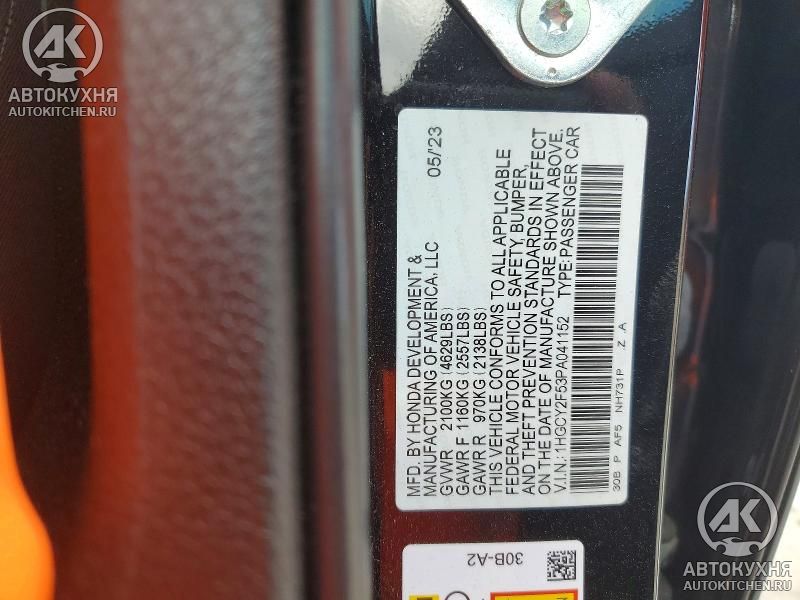 АК
АВТОКУХНЯ
AUTOKITCHEN.RU
MFD. BY HONDA DEVELOPMENT & 05/'23
MANUFACTURING OF AMERICA, LLC
GVWR 2100KG (4629LBS)
GAWR F 1160KG (2557LBS)
GAWR R 970KG (2138LBS)
THIS VEHICLE CONFORMS TO ALL APPLICABLE
FEDERAL MOTOR VEHICLE SAFETY, BUMPER,
AND THEFT PREVENTION STANDARDS IN EFFECT
ON THE DATE OF MANUFACTURE SHOWN ABOVE.
V.I.N.: 1HGCY2F53PA041152 TYPE: PASSENGER CAR
30B P AF5 NH731P Z A
30B-A2
АК
АВТОКУХНЯ
AUTOKITCHEN.RU